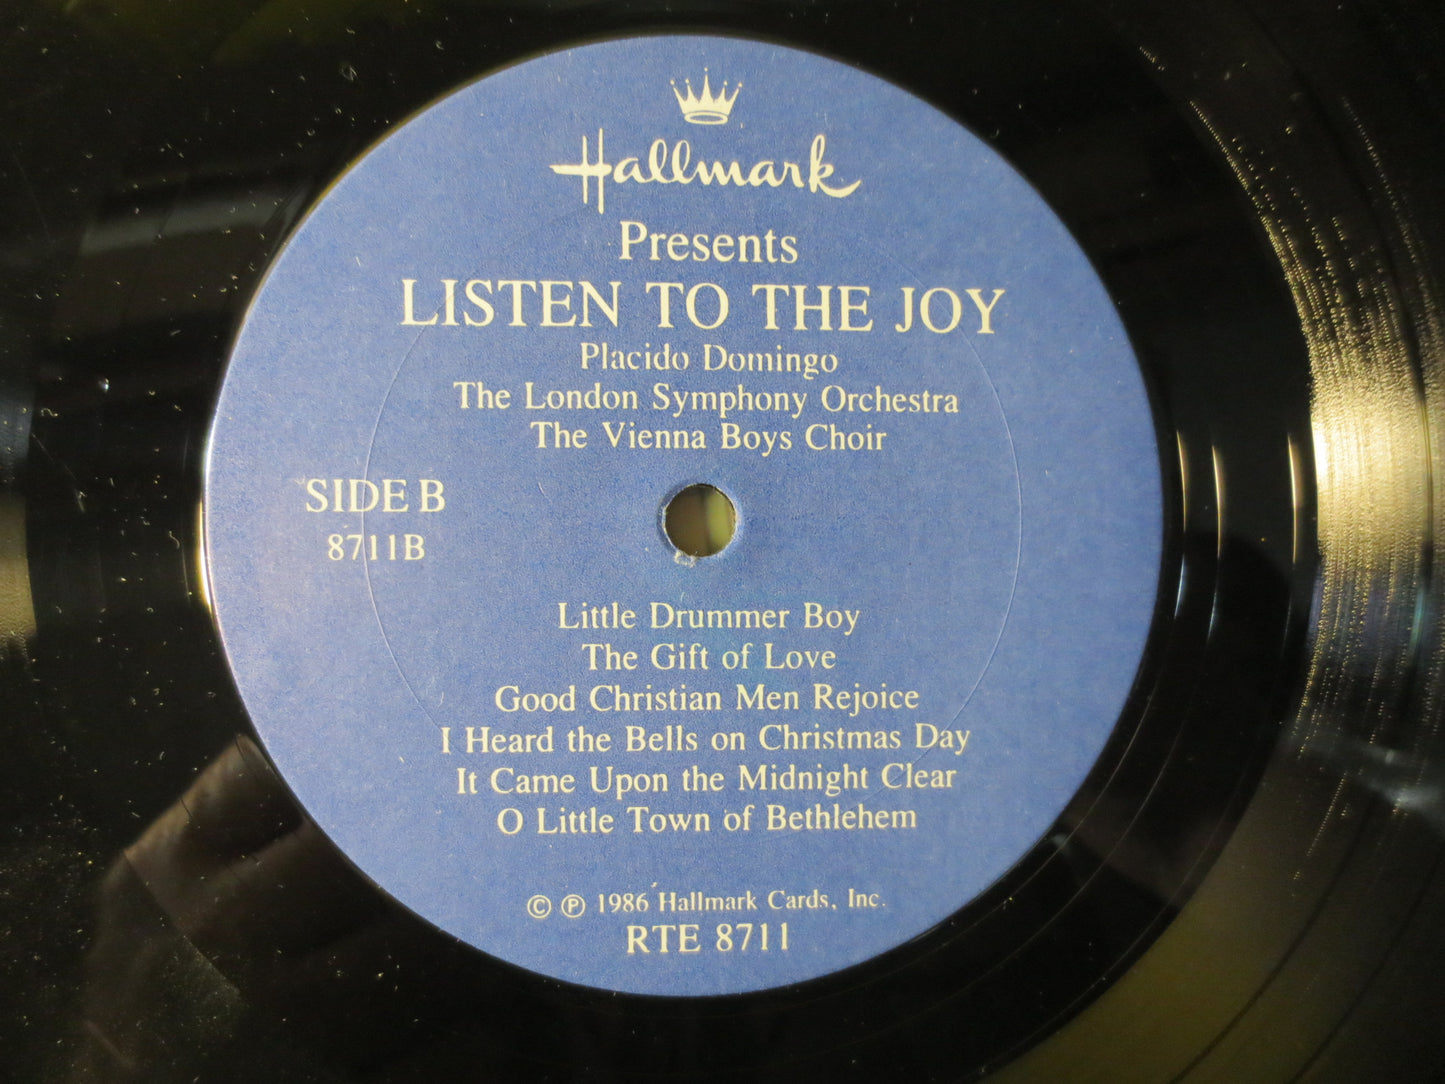 Hallmark
Presents
LISTEN TO THE JOY
Placido Domingo
The London Symphony Orchestra
The Vienna Boys Choir
SIDE B
8711B
Little Drummer Boy
The Gift of Love
Good Christian Men Rejoice
I Heard the Bells on Christmas Day
It Came Upon the Midnight Clear
O Little Town of Bethlehem
© ℗ 1986 Hallmark Cards, Inc.
RTE 8711